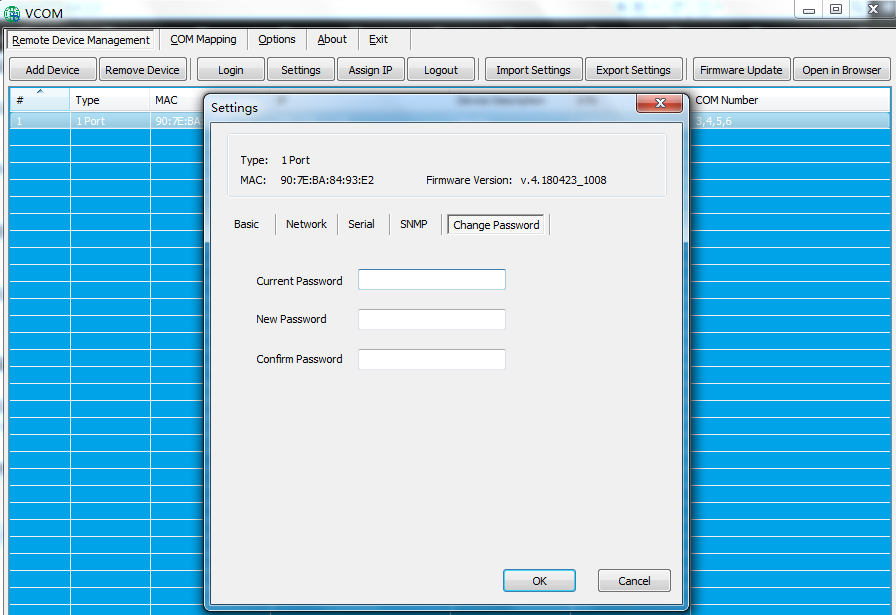 VCOM
Remote Device Management COM Mapping Options About Exit
Add Device Remove Device Login Settings Assign IP Logout Import Settings Export Settings Firmware Update Open in Browser
# Type MAC COM Number
1 1 Port 90:7E:BA 3,4,5,6
Settings
Type: 1 Port
MAC: 90:7E:BA:84:93:E2 Firmware Version: v.4.180423_1008
Basic Network Serial SNMP Change Password
Current Password
New Password
Confirm Password
OK Cancel